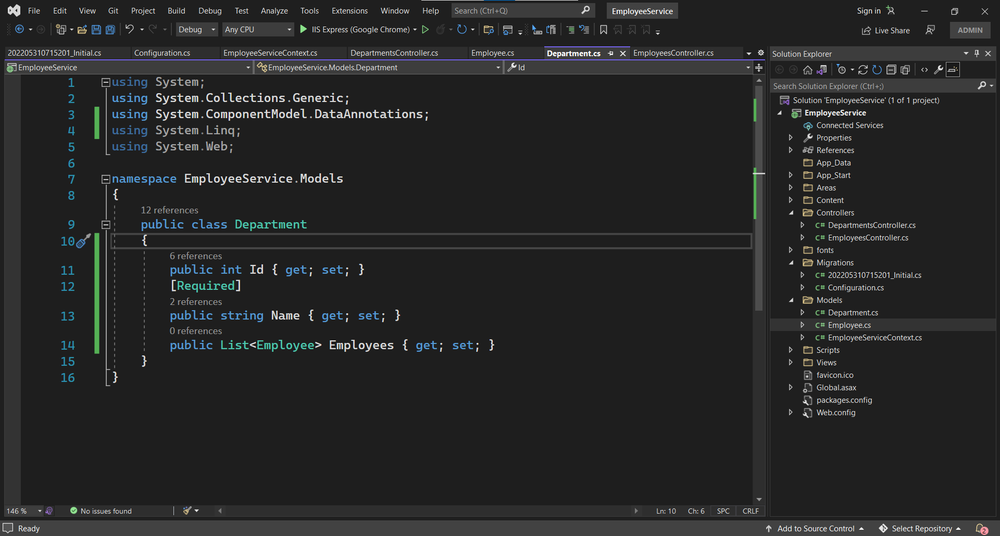 File Edit View Git Project Build Debug Test Analyze Tools Extensions Window Help Search (Ctrl+Q) EmployeeService Sign in
Debug Any CPU IIS Express (Google Chrome) Live Share ADMIN
202205310715201_Initial.cs Configuration.cs EmployeeServiceContext.cs DepartmentsController.cs Employee.cs Department.cs EmployeesController.cs
EmployeeService EmployeeService.Models.Department Id
1 using System;
2 using System.Collections.Generic;
3 using System.ComponentModel.DataAnnotations;
4 using System.Linq;
5 using System.Web;
6
7 namespace EmployeeService.Models
8 {
12 references
9 public class Department
10 {
6 references
11 public int Id { get; set; }
12 [Required]
2 references
13 public string Name { get; set; }
0 references
14 public List<Employee> Employees { get; set; }
15 }
16 }
146 % No issues found Ln: 10 Ch: 6 SPC CRLF
Solution Explorer
Search Solution Explorer (Ctrl+;)
Solution 'EmployeeService' (1 of 1 project)
EmployeeService
Connected Services
Properties
References
App_Data
App_Start
Areas
Content
Controllers
C# DepartmentsController.cs
C# EmployeesController.cs
fonts
Migrations
C# 202205310715201_Initial.cs
C# Configuration.cs
Models
C# Department.cs
C# Employee.cs
C# EmployeeServiceContext.cs
Scripts
Views
favicon.ico
Global.asax
packages.config
Web.config
Ready Add to Source Control Select Repository 2